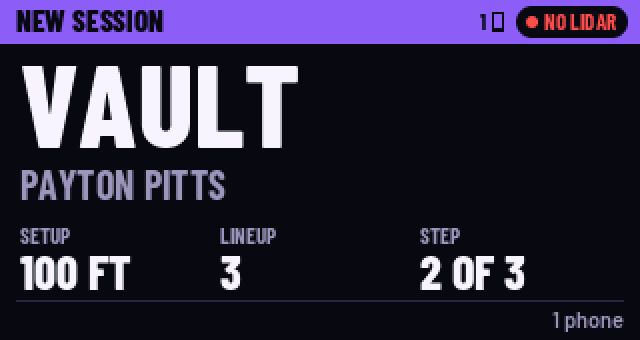 NEW SESSION
1 NO LIDAR
VAULT
PAYTON PITTS
SETUP LINEUP STEP
100 FT 3 2 OF 3
1 phone